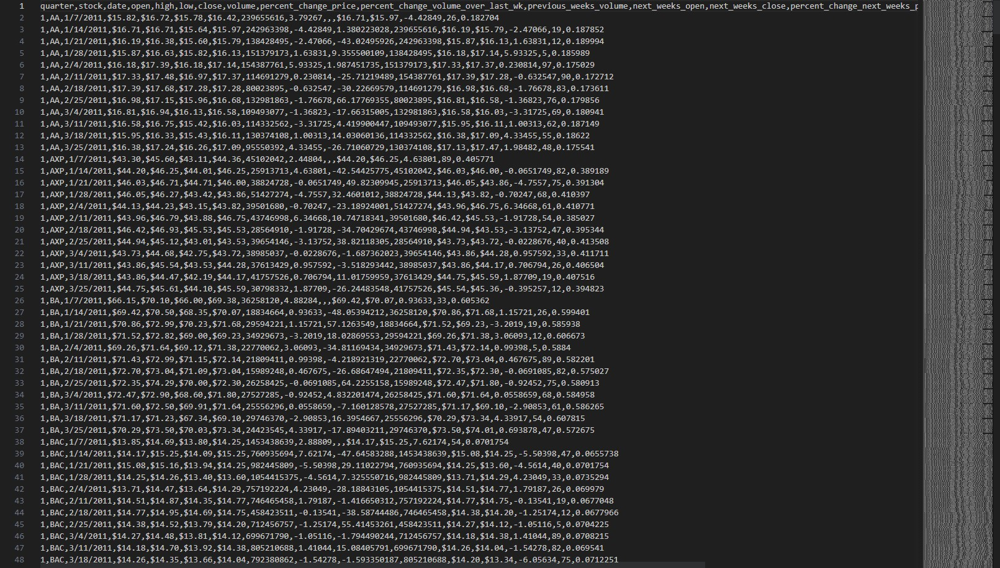 1 quarter,stock,date,open,high,low,close,volume,percent_change_price,percent_change_volume_over_last_wk,previous_weeks_volume,next_weeks_open,next_weeks_close,percent_change_next_weeks_p
2 1,AA,1/7/2011,$15.82,$16.72,$15.78,$16.42,239655616,3.79267,,,$16.71,$15.97,-4.42849,26,0.182704
3 1,AA,1/14/2011,$16.71,$16.71,$15.64,$15.97,242963398,-4.42849,1.380223028,239655616,$16.19,$15.79,-2.47066,19,0.187852
4 1,AA,1/21/2011,$16.19,$16.38,$15.60,$15.79,138428495,-2.47066,-43.02495926,242963398,$15.87,$16.13,1.63831,12,0.189994
5 1,AA,1/28/2011,$15.87,$16.63,$15.82,$16.13,151379173,1.63831,9.355500109,138428495,$16.18,$17.14,5.93325,5,0.185989
6 1,AA,2/4/2011,$16.18,$17.39,$16.18,$17.14,154387761,5.93325,1.987451735,151379173,$17.33,$17.37,0.230814,97,0.175029
7 1,AA,2/11/2011,$17.33,$17.48,$16.97,$17.37,114691279,0.230814,-25.71219489,154387761,$17.39,$17.28,-0.632547,90,0.172712
8 1,AA,2/18/2011,$17.39,$17.68,$17.28,$17.28,80023895,-0.632547,-30.22669579,114691279,$16.98,$16.68,-1.76678,83,0.173611
9 1,AA,2/25/2011,$16.98,$17.15,$15.96,$16.68,132981863,-1.76678,66.17769355,80023895,$16.81,$16.58,-1.36823,76,0.179856
10 1,AA,3/4/2011,$16.81,$16.94,$16.13,$16.58,109493077,-1.36823,-17.66315005,132981863,$16.58,$16.03,-3.31725,69,0.180941
11 1,AA,3/11/2011,$16.58,$16.75,$15.42,$16.03,114332562,-3.31725,4.419900447,109493077,$15.95,$16.11,1.00313,62,0.187149
12 1,AA,3/18/2011,$15.95,$16.33,$15.43,$16.11,130374108,1.00313,14.03060136,114332562,$16.38,$17.09,4.33455,55,0.18622
13 1,AA,3/25/2011,$16.38,$17.24,$16.26,$17.09,95550392,4.33455,-26.71060729,130374108,$17.13,$17.47,1.98482,48,0.175541
14 1,AXP,1/7/2011,$43.30,$45.60,$43.11,$44.36,45102042,2.44804,,,$44.20,$46.25,4.63801,89,0.405771
15 1,AXP,1/14/2011,$44.20,$46.25,$44.01,$46.25,25913713,4.63801,-42.54425775,45102042,$46.03,$46.00,-0.0651749,82,0.389189
16 1,AXP,1/21/2011,$46.03,$46.71,$44.71,$46.00,38824728,-0.0651749,49.82309945,25913713,$46.05,$43.86,-4.7557,75,0.391304
17 1,AXP,1/28/2011,$46.05,$46.27,$43.42,$43.86,51427274,-4.7557,32.4601012,38824728,$44.13,$43.82,-0.70247,68,0.410397
18 1,AXP,2/4/2011,$44.13,$44.23,$43.15,$43.82,39501680,-0.70247,-23.18924001,51427274,$43.96,$46.75,6.34668,61,0.410771
19 1,AXP,2/11/2011,$43.96,$46.79,$43.88,$46.75,43746998,6.34668,10.74718341,39501680,$46.42,$45.53,-1.91728,54,0.385027
20 1,AXP,2/18/2011,$46.42,$46.93,$45.53,$45.53,28564910,-1.91728,-34.70429674,43746998,$44.94,$43.53,-3.13752,47,0.395344
21 1,AXP,2/25/2011,$44.94,$45.12,$43.01,$43.53,39654146,-3.13752,38.82118305,28564910,$43.73,$43.72,-0.0228676,40,0.413508
22 1,AXP,3/4/2011,$43.73,$44.68,$42.75,$43.72,38985037,-0.0228676,-1.687362023,39654146,$43.86,$44.28,0.957592,33,0.411711
23 1,AXP,3/11/2011,$43.86,$45.54,$43.53,$44.28,37613429,0.957592,-3.518293442,38985037,$43.86,$44.17,0.706794,26,0.406504
24 1,AXP,3/18/2011,$43.86,$44.47,$42.19,$44.17,41757526,0.706794,11.01759959,37613429,$44.75,$45.59,1.87709,19,0.407516
25 1,AXP,3/25/2011,$44.75,$45.61,$44.10,$45.59,30798332,1.87709,-26.24483548,41757526,$45.54,$45.36,-0.395257,12,0.394823
26 1,BA,1/7/2011,$66.15,$70.10,$66.00,$69.38,36258120,4.88284,,,$69.42,$70.07,0.93633,33,0.605362
27 1,BA,1/14/2011,$69.42,$70.50,$68.35,$70.07,18834664,0.93633,-48.05394212,36258120,$70.86,$71.68,1.15721,26,0.599401
28 1,BA,1/21/2011,$70.86,$72.99,$70.23,$71.68,29594221,1.15721,57.1263549,18834664,$71.52,$69.23,-3.2019,19,0.585938
29 1,BA,1/28/2011,$71.52,$72.82,$69.00,$69.23,34929673,-3.2019,18.02869553,29594221,$69.26,$71.38,3.06093,12,0.606673
30 1,BA,2/4/2011,$69.26,$71.64,$69.12,$71.38,22770062,3.06093,-34.81169434,34929673,$71.43,$72.14,0.99398,5,0.5884
31 1,BA,2/11/2011,$71.43,$72.99,$71.15,$72.14,21809411,0.99398,-4.218921319,22770062,$72.70,$73.04,0.467675,89,0.582201
32 1,BA,2/18/2011,$72.70,$73.04,$71.09,$73.04,15989248,0.467675,-26.68647494,21809411,$72.35,$72.30,-0.0691085,82,0.575027
33 1,BA,2/25/2011,$72.35,$74.29,$70.00,$72.30,26258425,-0.0691085,64.2255158,15989248,$72.47,$71.80,-0.92452,75,0.580913
34 1,BA,3/4/2011,$72.47,$72.90,$68.60,$71.80,27527285,-0.92452,4.832201474,26258425,$71.60,$71.64,0.0558659,68,0.584958
35 1,BA,3/11/2011,$71.60,$72.50,$69.91,$71.64,25556296,0.0558659,-7.160128578,27527285,$71.17,$69.10,-2.90853,61,0.586265
36 1,BA,3/18/2011,$71.17,$71.23,$67.34,$69.10,29746370,-2.90853,16.3954667,25556296,$70.29,$73.34,4.33917,54,0.607815
37 1,BA,3/25/2011,$70.29,$73.50,$70.03,$73.34,24423545,4.33917,-17.89403211,29746370,$73.50,$74.01,0.693878,47,0.572675
38 1,BAC,1/7/2011,$13.85,$14.69,$13.80,$14.25,1453438639,2.88809,,,$14.17,$15.25,7.62174,54,0.0701754
39 1,BAC,1/14/2011,$14.17,$15.25,$14.09,$15.25,760935694,7.62174,-47.64583288,1453438639,$15.08,$14.25,-5.50398,47,0.0655738
40 1,BAC,1/21/2011,$15.08,$15.16,$13.94,$14.25,982445809,-5.50398,29.11022794,760935694,$14.25,$13.60,-4.5614,40,0.0701754
41 1,BAC,1/28/2011,$14.25,$14.26,$13.40,$13.60,1054415375,-4.5614,7.325550716,982445809,$13.71,$14.29,4.23049,33,0.0735294
42 1,BAC,2/4/2011,$13.71,$14.47,$13.64,$14.29,757192224,4.23049,-28.18843105,1054415375,$14.51,$14.77,1.79187,26,0.069979
43 1,BAC,2/11/2011,$14.51,$14.87,$14.35,$14.77,746465458,1.79187,-1.416650312,757192224,$14.77,$14.75,-0.13541,19,0.0677048
44 1,BAC,2/18/2011,$14.77,$14.95,$14.69,$14.75,458423511,-0.13541,-38.58744486,746465458,$14.38,$14.20,-1.25174,12,0.0677966
45 1,BAC,2/25/2011,$14.38,$14.52,$13.79,$14.20,712456757,-1.25174,55.41453261,458423511,$14.27,$14.12,-1.05116,5,0.0704225
46 1,BAC,3/4/2011,$14.27,$14.48,$13.81,$14.12,699671790,-1.05116,-1.794490244,712456757,$14.18,$14.38,1.41044,89,0.0708215
47 1,BAC,3/11/2011,$14.18,$14.70,$13.92,$14.38,805210688,1.41044,15.08405791,699671790,$14.26,$14.04,-1.54278,82,0.069541
48 1,BAC,3/18/2011,$14.26,$14.35,$13.66,$14.04,792380862,-1.54278,-1.593350187,805210688,$14.20,$13.34,-6.05634,75,0.0712251